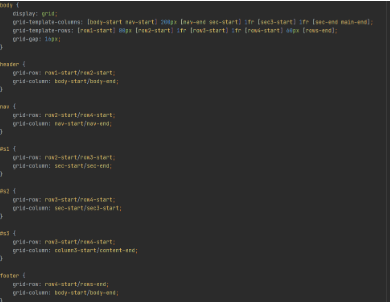 body {
display: grid;
grid-template-columns: [body-start nav-start] 200px [nav-end sec-start] 1fr [sec3-start] 1fr [sec-end main-end];
grid-template-rows: [row1-start] 80px [row2-start] 1fr [row3-start] 1fr [row4-start] 60px [rows-end];
grid-gap: 10px;
}
header {
grid-row: row1-start/row2-start;
grid-column: body-start/body-end;
}
nav {
grid-row: row2-start/row4-start;
grid-column: nav-start/nav-end;
}
#s1 {
grid-row: row2-start/row3-start;
grid-column: sec-start/sec-end;
}
#s2 {
grid-row: row3-start/row4-start;
grid-column: sec-start/sec3-start;
}
#s3 {
grid-row: row3-start/row4-start;
grid-column: column3-start/content-end;
}
footer {
grid-row: row4-start/rows-end;
grid-column: body-start/body-end;
}